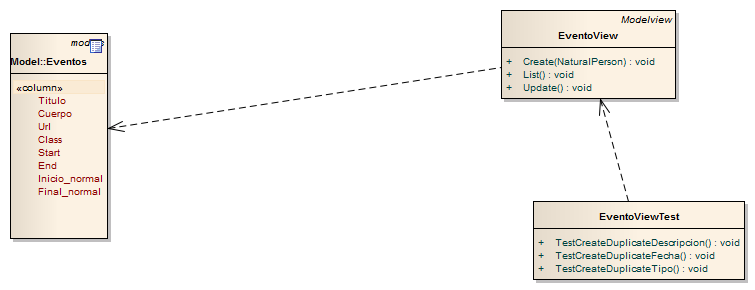 Model::Eventos
«column»
Titulo
Cuerpo
Url
Class
Start
End
Inicio_normal
Final_normal
Modelview
EventoView
+ Create(NaturalPerson) : void
+ List() : void
+ Update() : void
EventoViewTest
+ TestCreateDuplicateDescripcion() : void
+ TestCreateDuplicateFecha() : void
+ TestCreateDuplicateTipo() : void